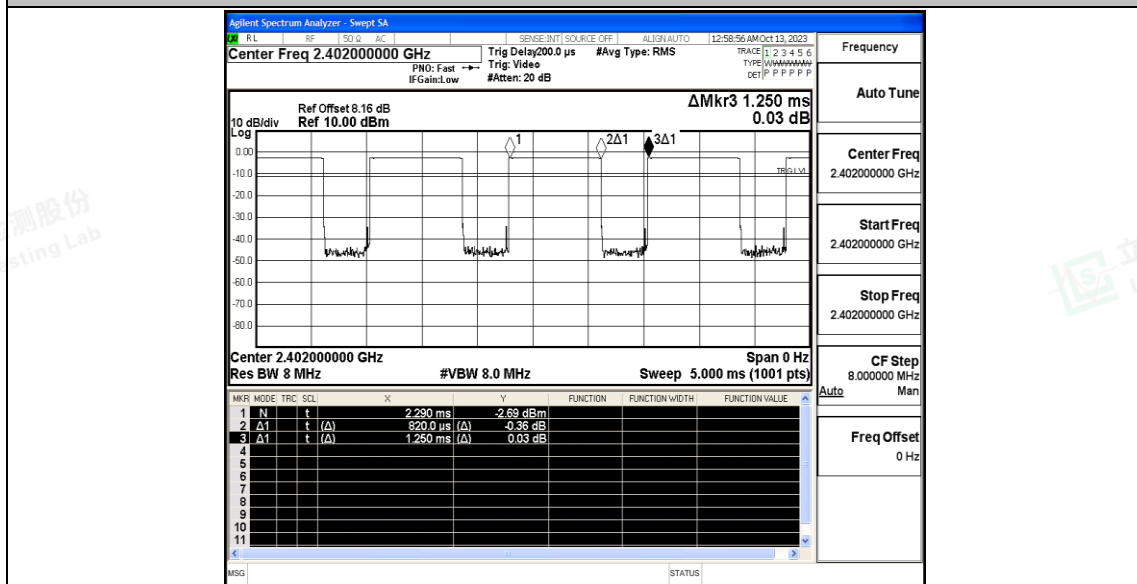 Agilent Spectrum Analyzer - Swept SA
RL RF 50 Ω AC SENSE:INT SOURCE OFF ALIGN AUTO 12:58:56 AM Oct 13, 2023
Center Freq 2.402000000 GHz
Trig Delay200.0 µs #Avg Type: RMS
TRACE 1 2 3 4 5 6
PNO: Fast
Trig: Video
TYPE
IFGain:Low
#Atten: 20 dB
DET P P P P P P
Frequency
Auto Tune
Center Freq
2.402000000 GHz
Start Freq
2.402000000 GHz
Stop Freq
2.402000000 GHz
CF Step
8.000000 MHz
Auto Man
Freq Offset
0 Hz
ΔMkr3 1.250 ms
0.03 dB
Ref Offset 8.16 dB
10 dB/div Ref 10.00 dBm
Log
1 2Δ1 3Δ1
0.00
-10.0
TRIG LVL
-20.0
-30.0
-40.0
-50.0
-60.0
-70.0
-80.0
Center 2.402000000 GHz Span 0 Hz
Res BW 8 MHz #VBW 8.0 MHz Sweep 5.000 ms (1001 pts)
MKR MODE TRC SCL X Y FUNCTION FUNCTION WIDTH FUNCTION VALUE
1 N t 2.290 ms -2.69 dBm
2 Δ1 t (Δ) 820.0 µs (Δ) -0.36 dB
3 Δ1 t (Δ) 1.250 ms (Δ) 0.03 dB
4
5
6
7
8
9
10
11
MSG STATUS
测股份
esting Lab
立